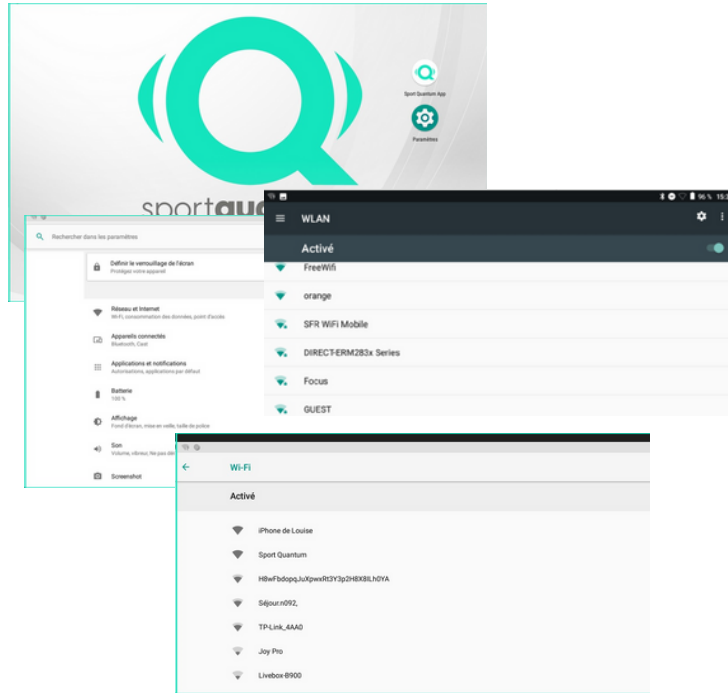 Sport Quantum App
Paramètres
sportqu
Rechercher dans les paramètres
Définir le verrouillage de l'écran
Protégez votre appareil
Réseau et Internet
Wi-Fi, consommation des données, point d'accès
Appareils connectés
Bluetooth, Cast
Applications et notifications
Autorisations, applications par défaut
Batterie
100 %
Affichage
Fond d'écran, mise en veille, taille de police
Son
Volume, vibreur, Ne pas dé
Screenshot
96 % 15:3
WLAN
Activé
FreeWifi
orange
SFR WiFi Mobile
DIRECT-ERM283x Series
Focus
GUEST
Wi-Fi
Activé
iPhone de Louise
Sport Quantum
Séjour.n092,
TP-Link_4AA0
Joy Pro
Livebox-B900